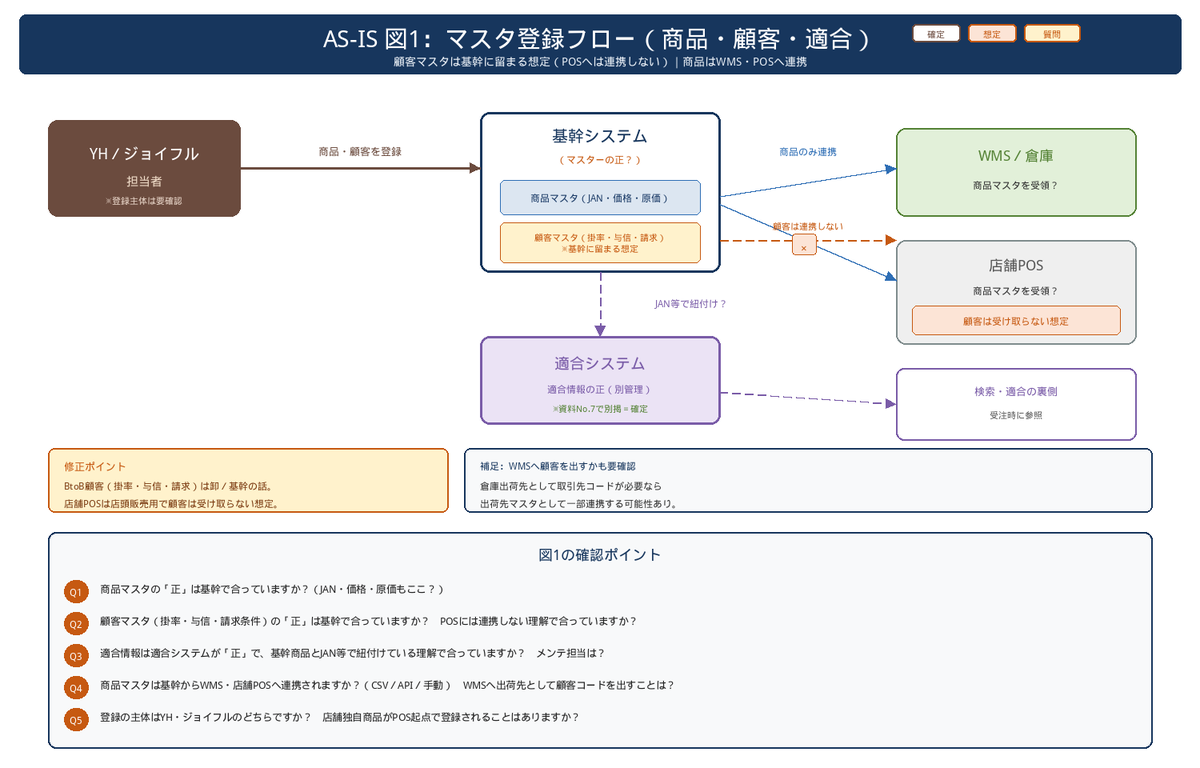 AS-IS 図1: マスタ登録フロー(商品・顧客・適合)
確定
想定
質問
顧客マスタは基幹に留まる想定(POSへは連携しない) | 商品はWMS・POSへ連携
YH / ジョイフル
担当者
※登録主体は要確認
商品・顧客を登録
基幹システム
(マスターの正?)
商品マスタ(JAN・価格・原価)
顧客マスタ(掛率・与信・請求)
※基幹に留まる想定
商品のみ連携
顧客は連携しない
×
WMS / 倉庫
商品マスタを受領?
店舗POS
商品マスタを受領?
顧客は受け取らない想定
JAN等で紐付け?
適合システム
適合情報の正(別管理)
※資料No.7で別掲=確定
検索・適合の裏側
受注時に参照
修正ポイント
BtoB顧客(掛率・与信・請求)は卸/基幹の話。
店舗POSは店頭販売用で顧客は受け取らない想定。
補足: WMSへ顧客を出すかも要確認
倉庫出荷先として取引先コードが必要なら
出荷先マスタとして一部連携する可能性あり。
図1の確認ポイント
Q1 商品マスタの「正」は基幹で合っていますか?(JAN・価格・原価もここ?)
Q2 顧客マスタ(掛率・与信・請求条件)の「正」は基幹で合っていますか? POSには連携しない理解で合っていますか?
Q3 適合情報は適合システムが「正」で、基幹商品とJAN等で紐付けている理解で合っていますか? メンテ担当は?
Q4 商品マスタは基幹からWMS・店舗POSへ連携されますか?(CSV / API / 手動) WMSへ出荷先として顧客コードを出すことは?
Q5 登録の主体はYH・ジョイフルのどちらですか? 店舗独自商品がPOS起点で登録されることはありますか?